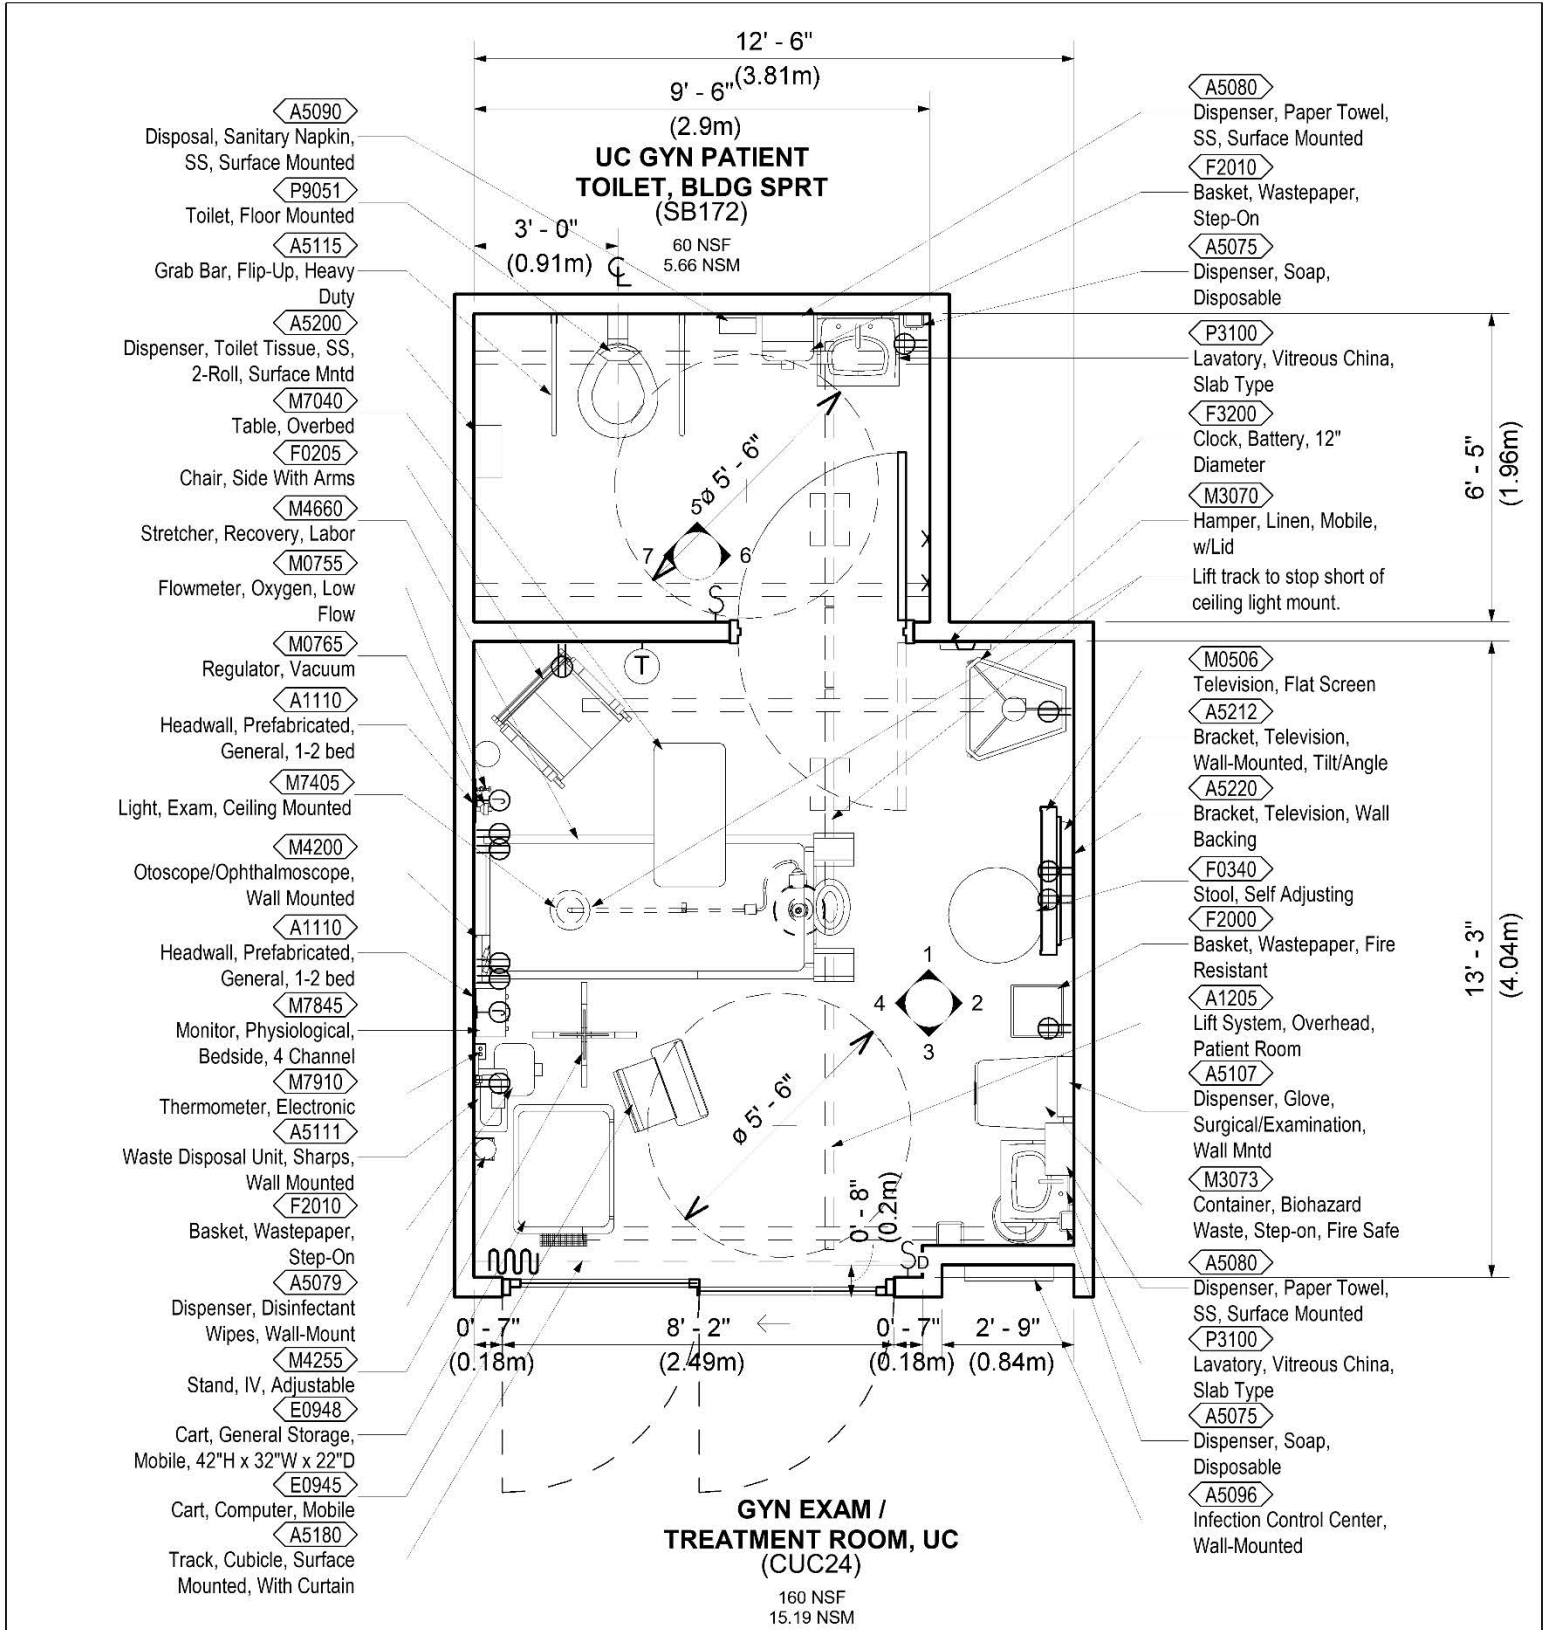 12' - 6"
(3.81m)
9' - 6"
(2.9m)
UC GYN PATIENT
TOILET, BLDG SPRT
(SB172)
60 NSF
5.66 NSM
3' - 0"
(0.91m)
CL
A5090
Disposal, Sanitary Napkin,
SS, Surface Mounted
P9051
Toilet, Floor Mounted
A5115
Grab Bar, Flip-Up, Heavy
Duty
A5200
Dispenser, Toilet Tissue, SS,
2-Roll, Surface Mntd
M7040
Table, Overbed
F0205
Chair, Side With Arms
M4660
Stretcher, Recovery, Labor
M0755
Flowmeter, Oxygen, Low
Flow
M0765
Regulator, Vacuum
A1110
Headwall, Prefabricated,
General, 1-2 bed
M7405
Light, Exam, Ceiling Mounted
M4200
Otoscope/Ophthalmoscope,
Wall Mounted
A1110
Headwall, Prefabricated,
General, 1-2 bed
M7845
Monitor, Physiological,
Bedside, 4 Channel
M7910
Thermometer, Electronic
A5111
Waste Disposal Unit, Sharps,
Wall Mounted
F2010
Basket, Wastepaper,
Step-On
A5079
Dispenser, Disinfectant
Wipes, Wall-Mount
M4255
Stand, IV, Adjustable
E0948
Cart, General Storage,
Mobile, 42"H x 32"W x 22"D
E0945
Cart, Computer, Mobile
A5180
Track, Cubicle, Surface
Mounted, With Curtain
ø 5' - 6"
5
7
6
S
T
1
4
2
3
ø 5' - 6"
0' - 8"
(0.2m)
SD
0' - 7"
(0.18m)
8' - 2"
(2.49m)
0' - 7"
(0.18m)
2' - 9"
(0.84m)
A5080
Dispenser, Paper Towel,
SS, Surface Mounted
F2010
Basket, Wastepaper,
Step-On
A5075
Dispenser, Soap,
Disposable
P3100
Lavatory, Vitreous China,
Slab Type
F3200
Clock, Battery, 12"
Diameter
M3070
Hamper, Linen, Mobile,
w/Lid
Lift track to stop short of
ceiling light mount.
M0506
Television, Flat Screen
A5212
Bracket, Television,
Wall-Mounted, Tilt/Angle
A5220
Bracket, Television, Wall
Backing
F0340
Stool, Self Adjusting
F2000
Basket, Wastepaper, Fire
Resistant
A1205
Lift System, Overhead,
Patient Room
A5107
Dispenser, Glove,
Surgical/Examination,
Wall Mntd
M3073
Container, Biohazard
Waste, Step-on, Fire Safe
A5080
Dispenser, Paper Towel,
SS, Surface Mounted
P3100
Lavatory, Vitreous China,
Slab Type
A5075
Dispenser, Soap,
Disposable
A5096
Infection Control Center,
Wall-Mounted
6' - 5"
(1.96m)
13' - 3"
(4.04m)
GYN EXAM /
TREATMENT ROOM, UC
(CUC24)
160 NSF
15.19 NSM